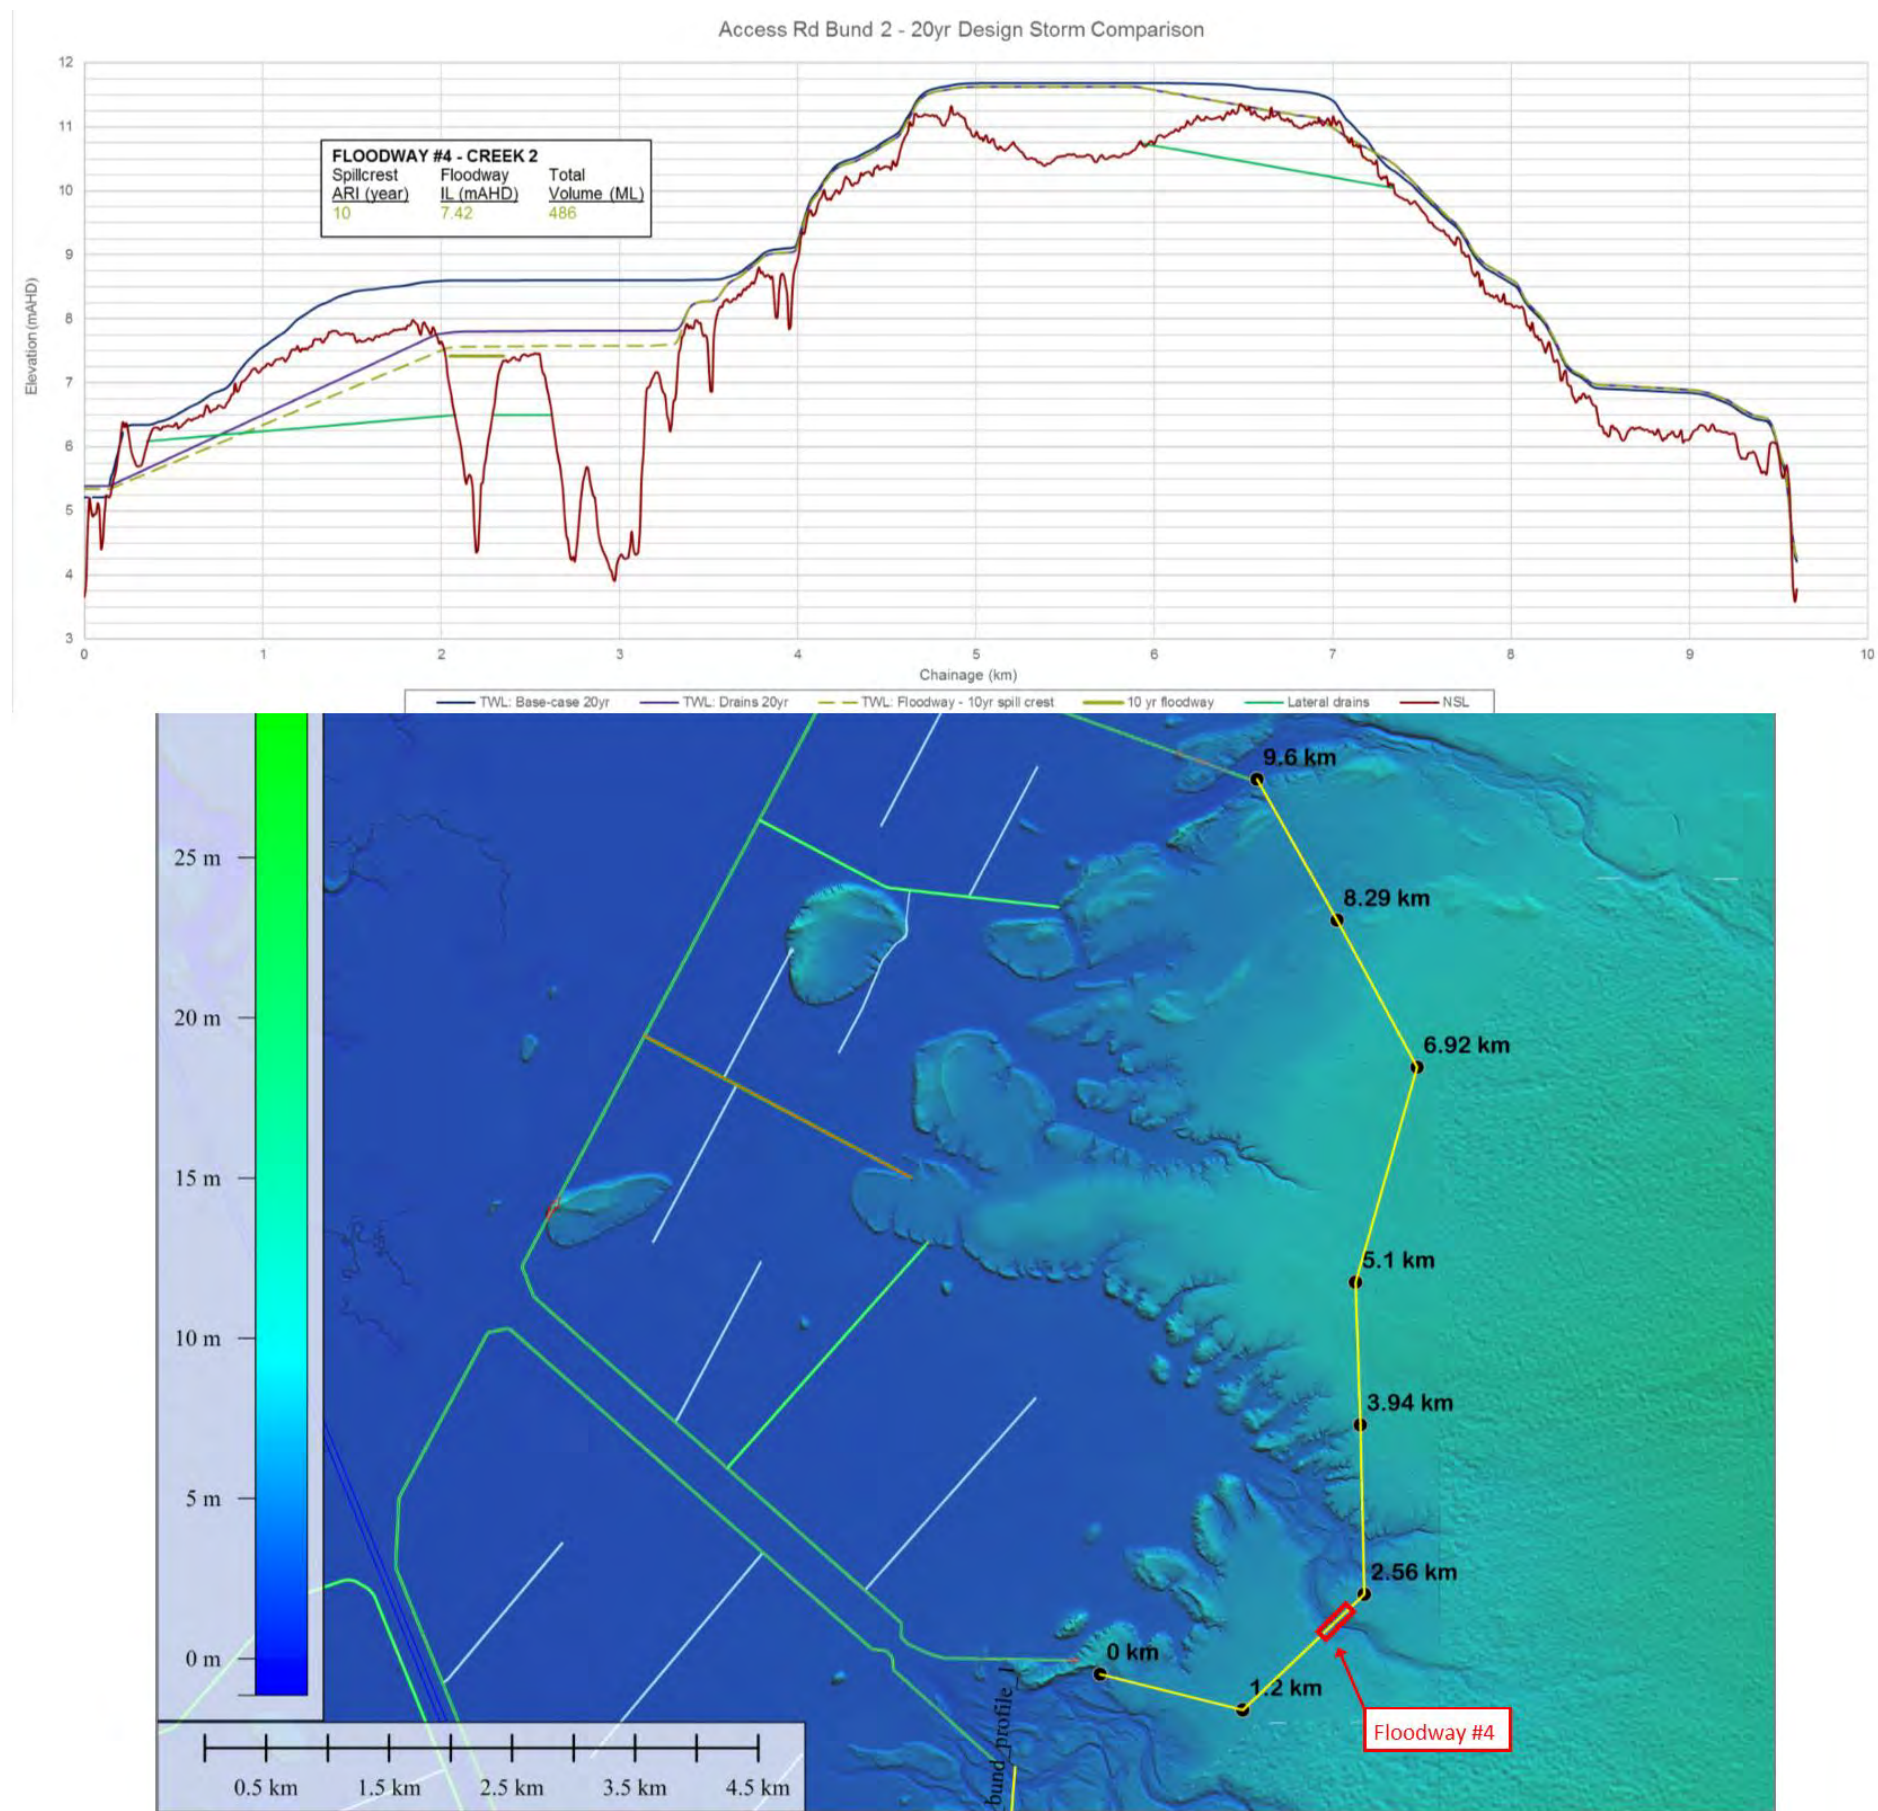 Access Rd Bund 2 - 20yr Design Storm Comparison
12
11
10
9
8
7
6
5
4
3
Elevation (mAHD)
FLOODWAY #4 - CREEK 2
Spillcrest Floodway Total
ARI (year) IL (mAHD) Volume (ML)
10 7.42 486
0 1 2 3 4 5 6 7 8 9 10
Chainage (km)
TWL: Base-case 20yr TWL: Drains 20yr TWL: Floodway - 10yr spill crest 10 yr floodway Lateral drains NSL
9.6 km
25 m
8.29 km
20 m
6.92 km
15 m
5.1 km
10 m
3.94 km
5 m
2.56 km
0 m
0 km
1.2 km
Floodway #4
bund_profile_1
0.5 km 1.5 km 2.5 km 3.5 km 4.5 km